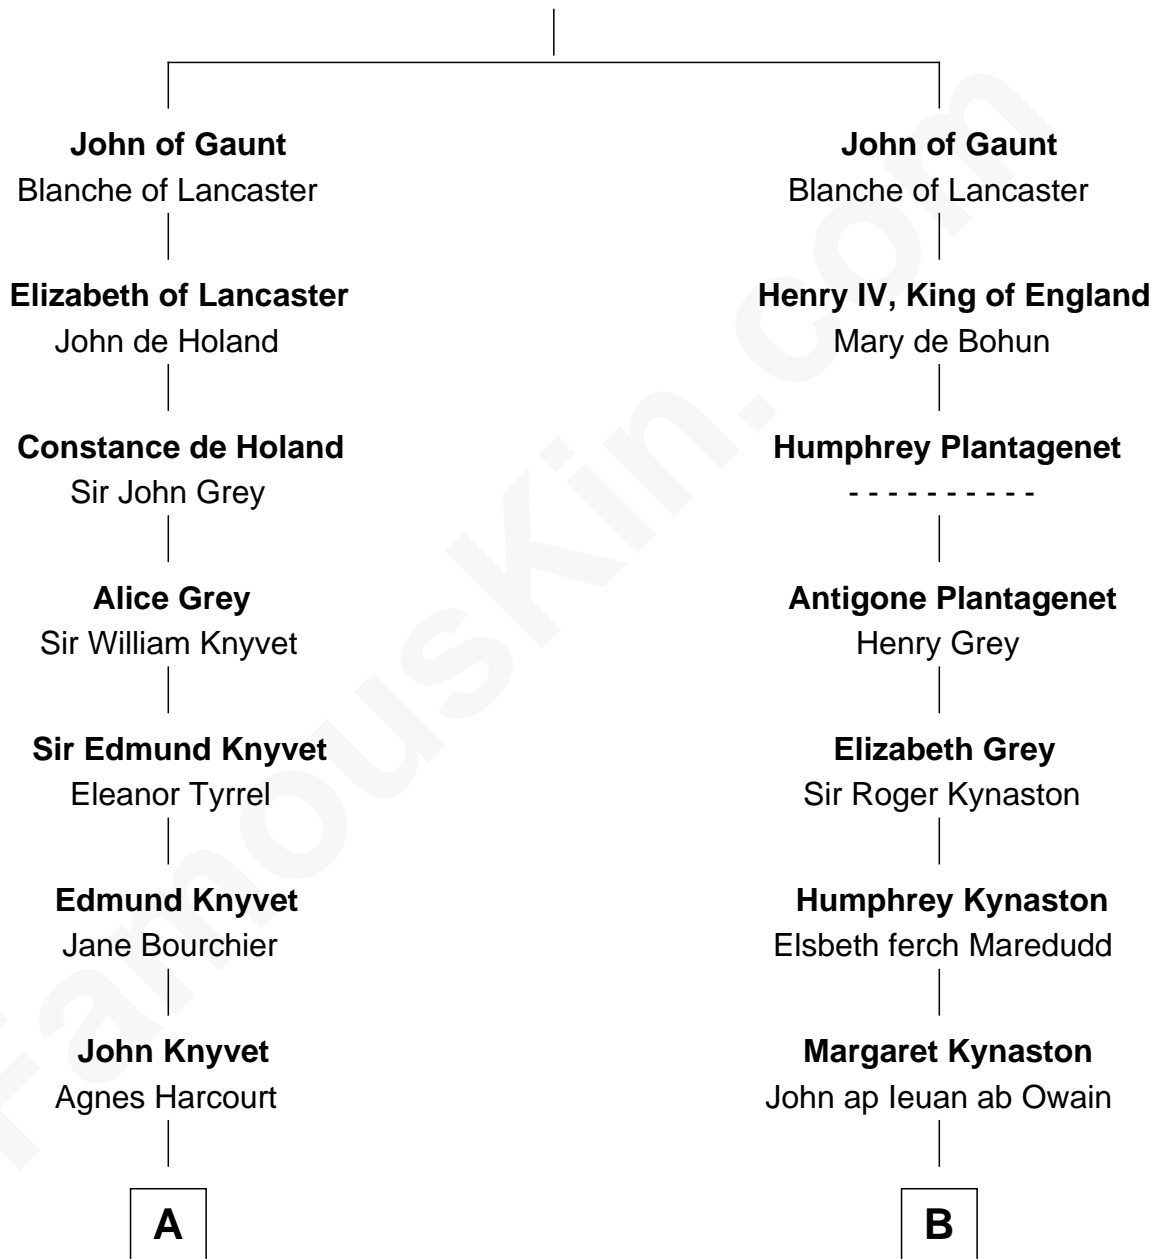 John of Gaunt
Blanche of Lancaster
Elizabeth of Lancaster
John de Holand
Constance de Holand
Sir John Grey
Alice Grey
Sir William Knyvet
Sir Edmund Knyvet
Eleanor Tyrrel
Edmund Knyvet
Jane Bourchier
John Knyvet
Agnes Harcourt
A
John of Gaunt
Blanche of Lancaster
Henry IV, King of England
Mary de Bohun
Humphrey Plantagenet
- - - - - - - - - -
Antigone Plantagenet
Henry Grey
Elizabeth Grey
Sir Roger Kynaston
Humphrey Kynaston
Elsbeth ferch Maredudd
Margaret Kynaston
John ap Ieuan ab Owain
B
FamousKin.com